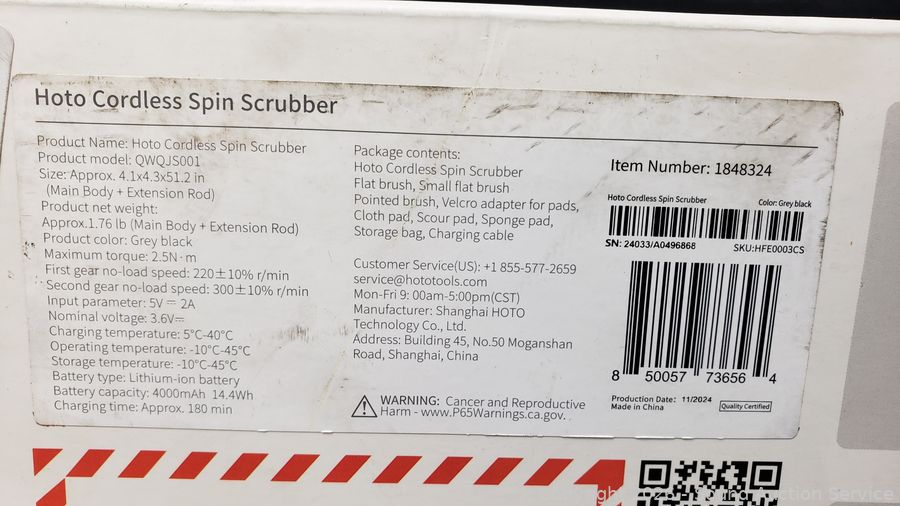 Hoto Cordless Spin Scrubber
Product Name: Hoto Cordless Spin Scrubber
Product model: QWQJS001
Size: Approx. 4.1x4.3x51.2 in
(Main Body + Extension Rod)
Product net weight:
Approx.1.76 lb (Main Body + Extension Rod)
Product color: Grey black
Maximum torque: 2.5N·m
First gear no-load speed: 220±10% r/min
Second gear no-load speed: 300±10% r/min
Input parameter: 5V⎓ 2A
Nominal voltage: 3.6V⎓
Charging temperature: 5°C-40°C
Operating temperature: -10°C-45°C
Storage temperature: -10°C-45°C
Battery type: Lithium-ion battery
Battery capacity: 4000mAh 14.4Wh
Charging time: Approx. 180 min
Package contents:
Hoto Cordless Spin Scrubber
Flat brush, Small flat brush
Pointed brush, Velcro adapter for pads,
Cloth pad, Scour pad, Sponge pad,
Storage bag, Charging cable
Customer Service(US): +1 855-577-2659
service@hototools.com
Mon-Fri 9: 00am-5:00pm(CST)
Manufacturer: Shanghai HOTO
Technology Co., Ltd.
Address: Building 45, No.50 Moganshan
Road, Shanghai, China
WARNING: Cancer and Reproductive
Harm - www.P65Warnings.ca.gov.
Item Number: 1848324
Hoto Cordless Spin Scrubber Color: Grey black
SN: 24033/A0496868 SKU:HFE0003CS
8 50057 73656 4
Production Date: 11/2024
Made in China
Quality Certified
Auction Service